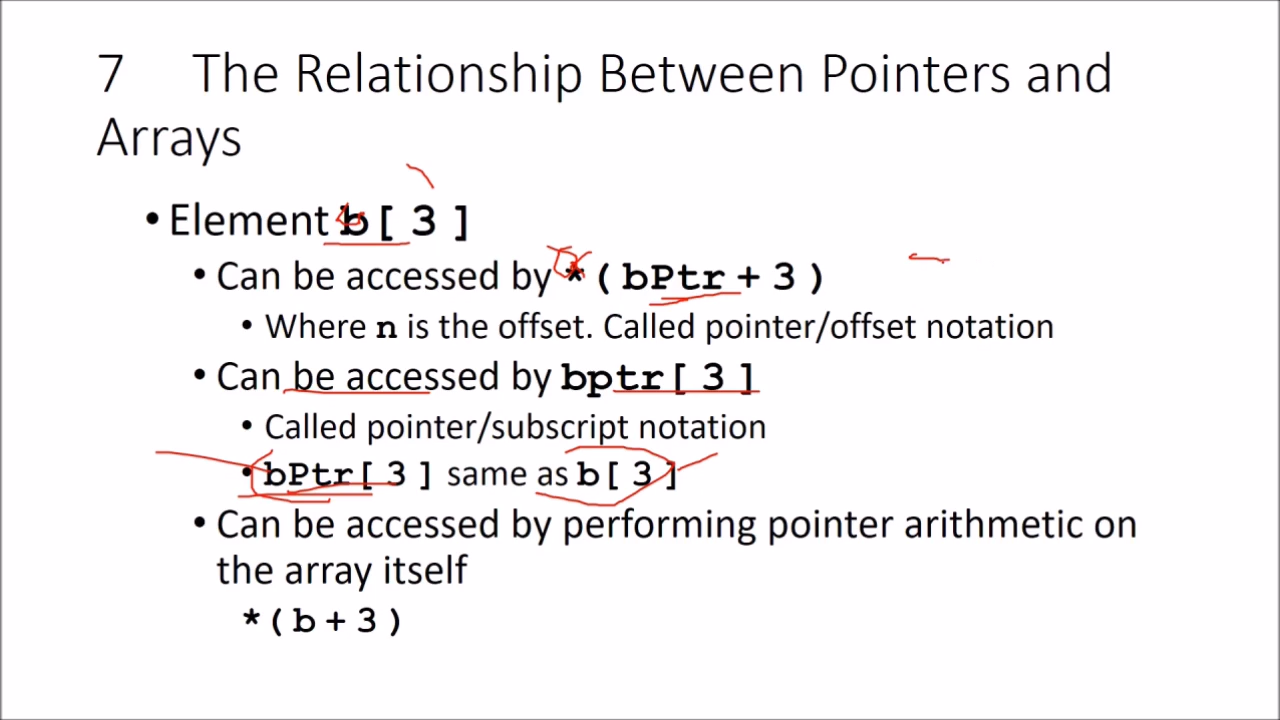 7 The Relationship Between Pointers and
Arrays
• Element b[ 3 ]
• Can be accessed by *( bPtr + 3 )
• Where n is the offset. Called pointer/offset notation
• Can be accessed by bptr[ 3 ]
• Called pointer/subscript notation
• bPtr[ 3 ] same as b[ 3 ]
• Can be accessed by performing pointer arithmetic on
the array itself
*( b + 3 )